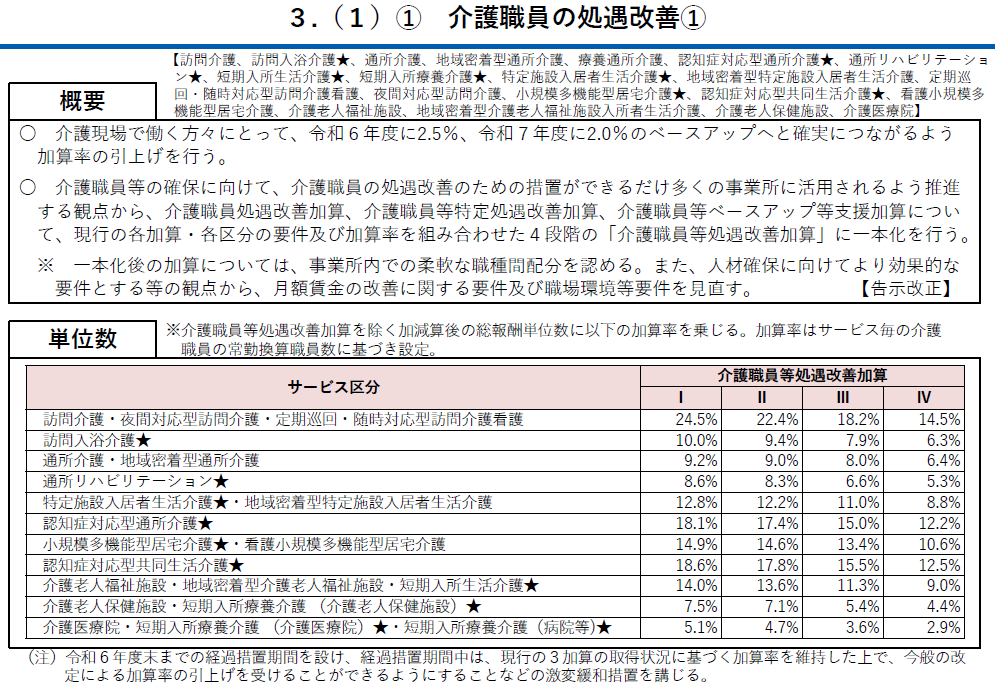 ３.（１）① 介護職員の処遇改善①
【訪問介護、訪問入浴介護★、通所介護、地域密着型通所介護、療養通所介護、認知症対応型通所介護★、通所リハビリテーショ
ン★、短期入所生活介護★、短期入所療養介護★、特定施設入居者生活介護★、地域密着型特定施設入居者生活介護、定期巡
回・随時対応型訪問介護看護、夜間対応型訪問介護、小規模多機能型居宅介護★、認知症対応型共同生活介護★、看護小規模多
機能型居宅介護、介護老人福祉施設、地域密着型介護老人福祉施設入所者生活介護、介護老人保健施設、介護医療院】
概要
○ 介護現場で働く方々にとって、令和６年度に2.5%、令和７年度に2.0%のベースアップへと確実につながるよう
加算率の引上げを行う。
○ 介護職員等の確保に向けて、介護職員の処遇改善のための措置ができるだけ多くの事業所に活用されるよう推進
する観点から、介護職員処遇改善加算、介護職員等特定処遇改善加算、介護職員等ベースアップ等支援加算につい
て、現行の各加算・各区分の要件及び加算率を組み合わせた４段階の「介護職員等処遇改善加算」に一本化を行う。
※ 一本化後の加算については、事業所内での柔軟な職種間配分を認める。また、人材確保に向けてより効果的な
要件とする等の観点から、月額賃金の改善に関する要件及び職場環境等要件を見直す。 【告示改正】
単位数
※介護職員等処遇改善加算を除く加減算後の総報酬単位数に以下の加算率を乗じる。加算率はサービス毎の介護
職員の常勤換算職員数に基づき設定。
サービス区分 介護職員等処遇改善加算
Ⅰ Ⅱ Ⅲ Ⅳ
訪問介護・夜間対応型訪問介護・定期巡回・随時対応型訪問介護看護 24.5% 22.4% 18.2% 14.5%
訪問入浴介護★ 10.0% 9.4% 7.9% 6.3%
通所介護・地域密着型通所介護 9.2% 9.0% 8.0% 6.4%
通所リハビリテーション★ 8.6% 8.3% 6.6% 5.3%
特定施設入居者生活介護★・地域密着型特定施設入居者生活介護 12.8% 12.2% 11.0% 8.8%
認知症対応型通所介護★ 18.1% 17.4% 15.0% 12.2%
小規模多機能型居宅介護★・看護小規模多機能型居宅介護 14.9% 14.6% 13.4% 10.6%
認知症対応型共同生活介護★ 18.6% 17.8% 15.5% 12.5%
介護老人福祉施設・地域密着型介護老人福祉施設・短期入所生活介護★ 14.0% 13.6% 11.3% 9.0%
介護老人保健施設・短期入所療養介護 （介護老人保健施設）★ 7.5% 7.1% 5.4% 4.4%
介護医療院・短期入所療養介護 （介護医療院）★・短期入所療養介護（病院等)★ 5.1% 4.7% 3.6% 2.9%
（注）令和６年度末までの経過措置期間を設け、経過措置期間中は、現行の３加算の取得状況に基づく加算率を維持した上で、今般の改
定による加算率の引上げを受けることができるようにすることなどの激変緩和措置を講じる。